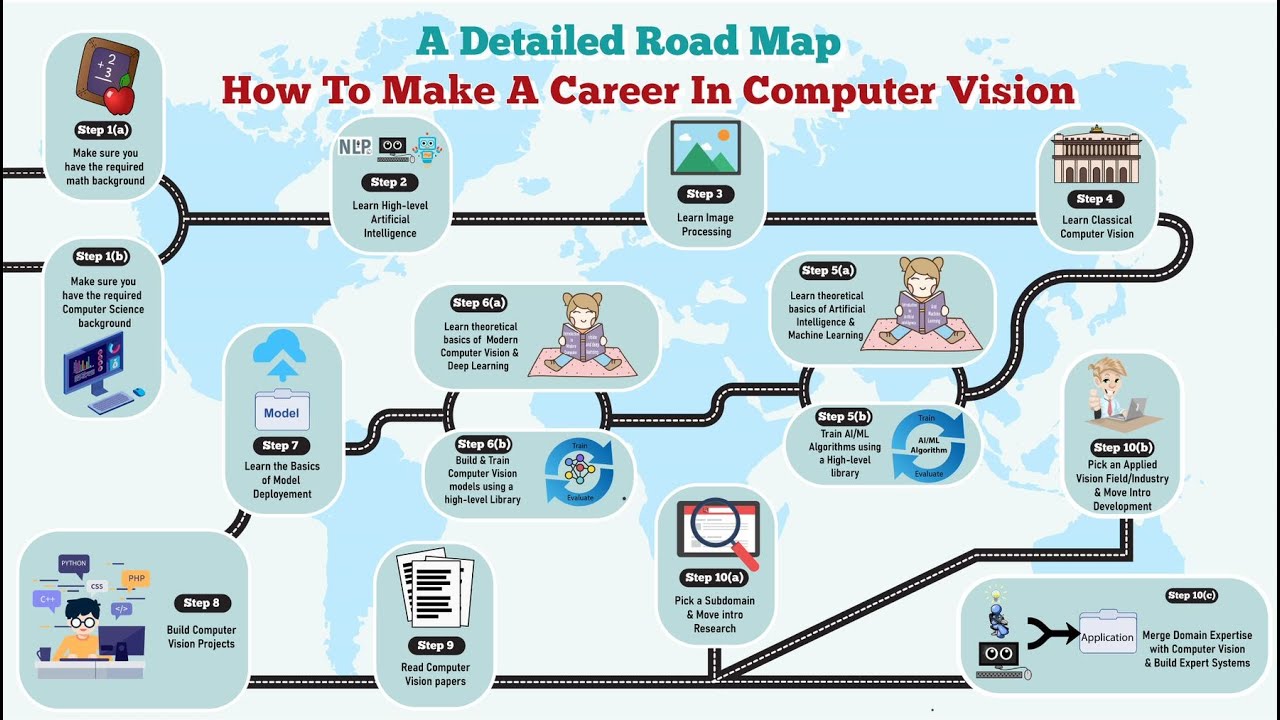 A Detailed Road Map
How To Make A Career In Computer Vision
Step 1(a)
Make sure you
have the required
math background
Step 1(b)
Make sure you
have the required
Computer Science
background
NLP
Step 2
Learn High-level
Artificial
Intelligence
Step 3
Learn Image
Processing
Step 4
Learn Classical
Computer Vision
Step 5(a)
Learn theoretical
basics of Artificial
Intelligence &
Machine Learning
Step 5(b)
Train AI/ML
Algorithms using
a High-level
library
Train
AI/ML
Algorithm
Evaluate
Step 6(a)
Learn theoretical
basics of Modern
Computer Vision &
Deep Learning
Step 6(b)
Build & Train
Computer Vision
models using a
high-level Library
Train
Evaluate
Model
Step 7
Learn the Basics
of Model
Deployement
PYTHON
CSS
PHP
C++
</>
Step 8
Build Computer
Vision Projects
Step 9
Read Computer
Vision papers
Step 10(a)
Pick a Subdomain
& Move intro
Research
Step 10(b)
Pick an Applied
Vision Field/Industry
& Move Intro
Development
Step 10(c)
Application
Merge Domain Expertise
with Computer Vision
& Build Expert Systems